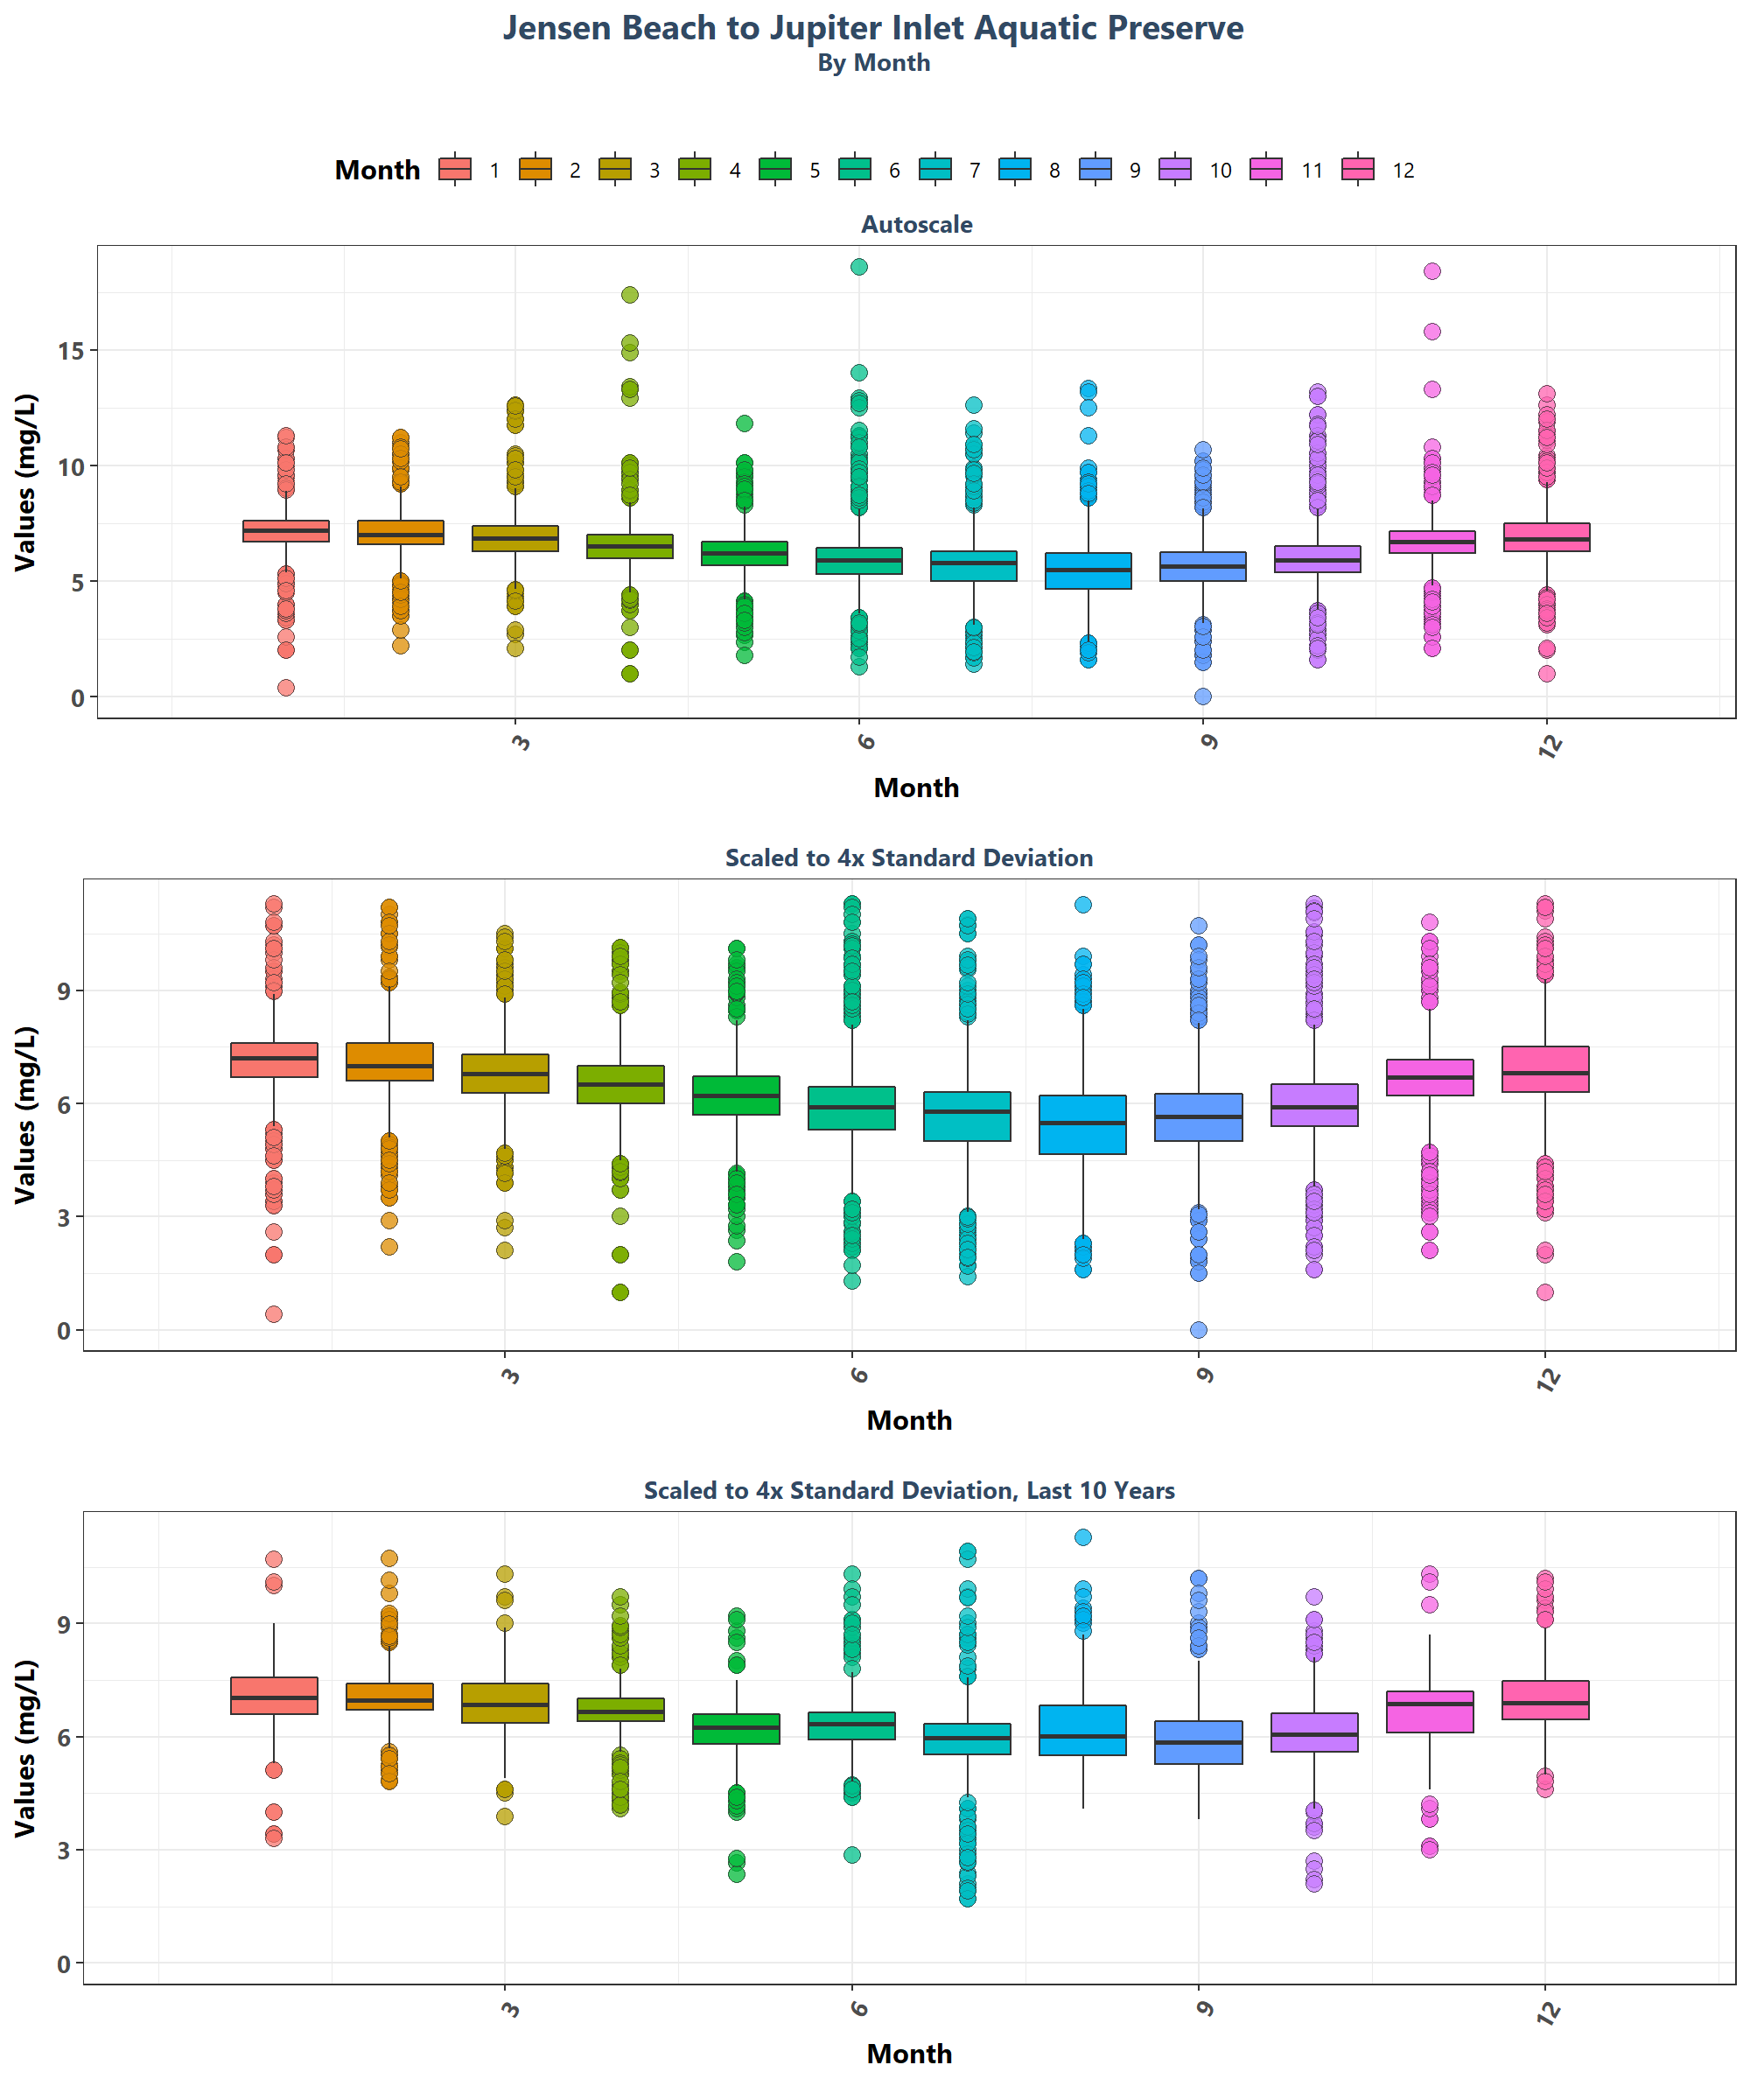 Jensen Beach to Jupiter Inlet Aquatic Preserve
By Month
Month 1 2 3 4 5 6 7 8 9 10 11 12
Autoscale
Values (mg/L)
15
10
5
0
3 6 9 12
Month
Scaled to 4x Standard Deviation
Values (mg/L)
9
6
3
0
3 6 9 12
Month
Scaled to 4x Standard Deviation, Last 10 Years
Values (mg/L)
9
6
3
0
3 6 9 12
Month